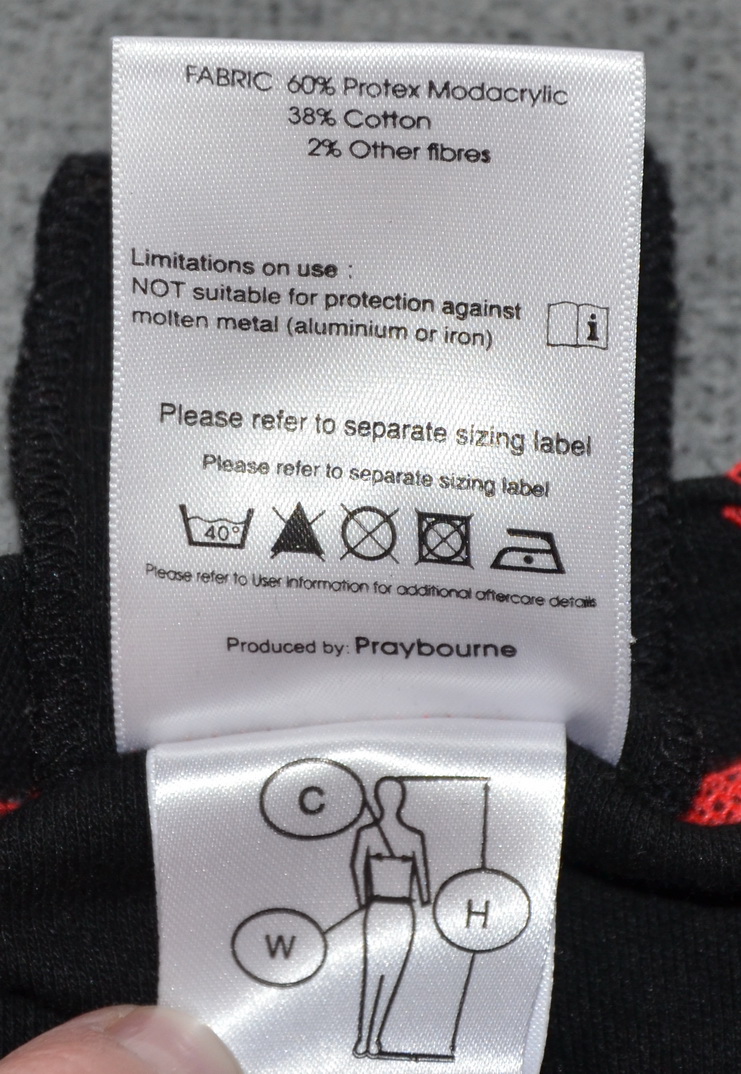 FABRIC 60% Protex Modacrylic
38% Cotton
2% Other fibres
Limitations on use :
NOT suitable for protection against
molten metal (aluminium or iron)
i
Please refer to separate sizing label
Please refer to separate sizing label
40°
Please refer to User Information for additional aftercare details
Produced by: Praybourne
C
H
W